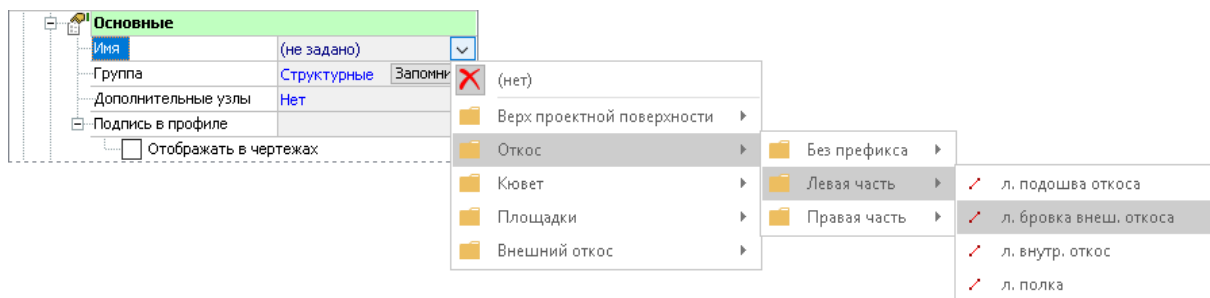 Основные
Имя (не задано)
Группа Структурные Запомни
Дополнительные узлы Нет
Подпись в профиле
Отображать в чертежах
(нет)
Верх проектной поверхности
Откос
Кювет
Площадки
Внешний откос
Без префикса
Левая часть
Правая часть
л. подошва откоса
л. бровка внеш. откоса
л. внутр. откос
л. полка